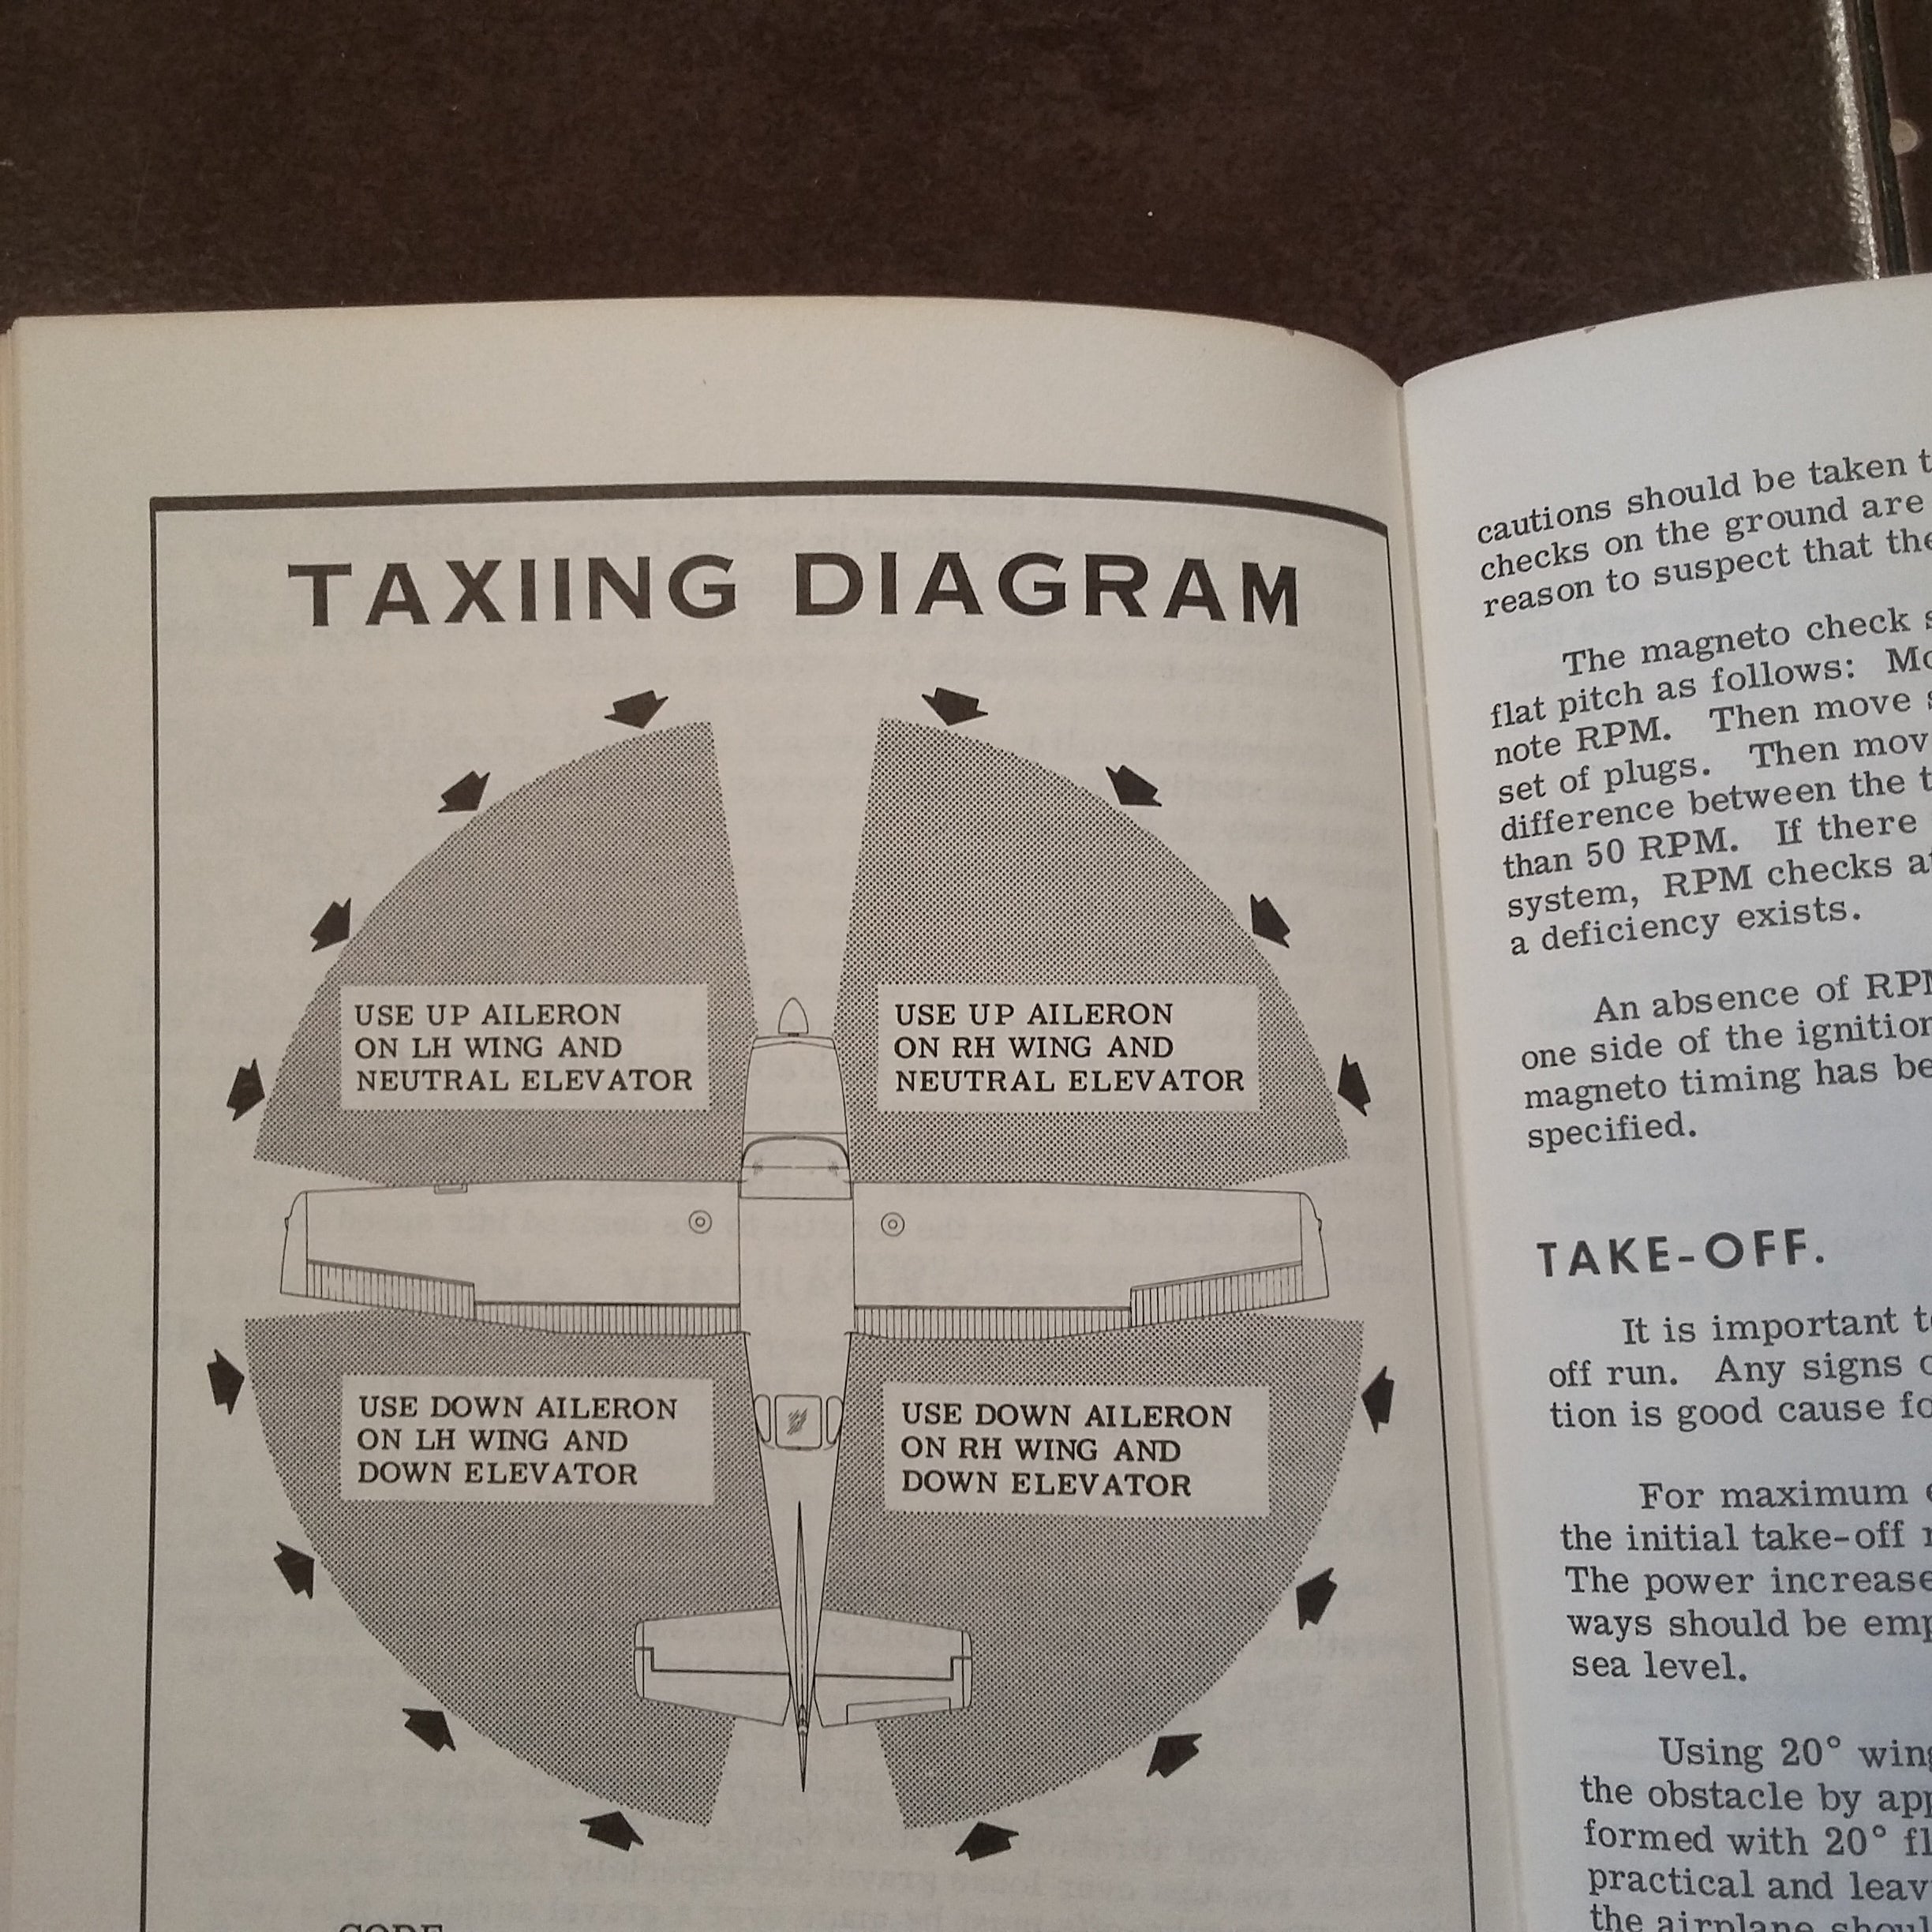 TAXIING DIAGRAM
USE UP AILERON
ON LH WING AND
NEUTRAL ELEVATOR
USE UP AILERON
ON RH WING AND
NEUTRAL ELEVATOR
USE DOWN AILERON
ON LH WING AND
DOWN ELEVATOR
USE DOWN AILERON
ON RH WING AND
DOWN ELEVATOR
CODE
cautions should be taken
checks on the ground are
reason to suspect that the
The magneto check
flat pitch as follows:
note RPM. Then move
set of plugs. Then mov
difference between the
than 50 RPM. If there
system, RPM checks
a deficiency exists.
An absence of RPM
one side of the ignition
magneto timing has be
specified.
TAKE-OFF.
It is important
off run. Any signs
tion is good cause
For maximum
the initial take-off
The power increase
ways should be emp
sea level.
Using 20° wing
the obstacle by app
formed with 20°
practical and leav
the airplane